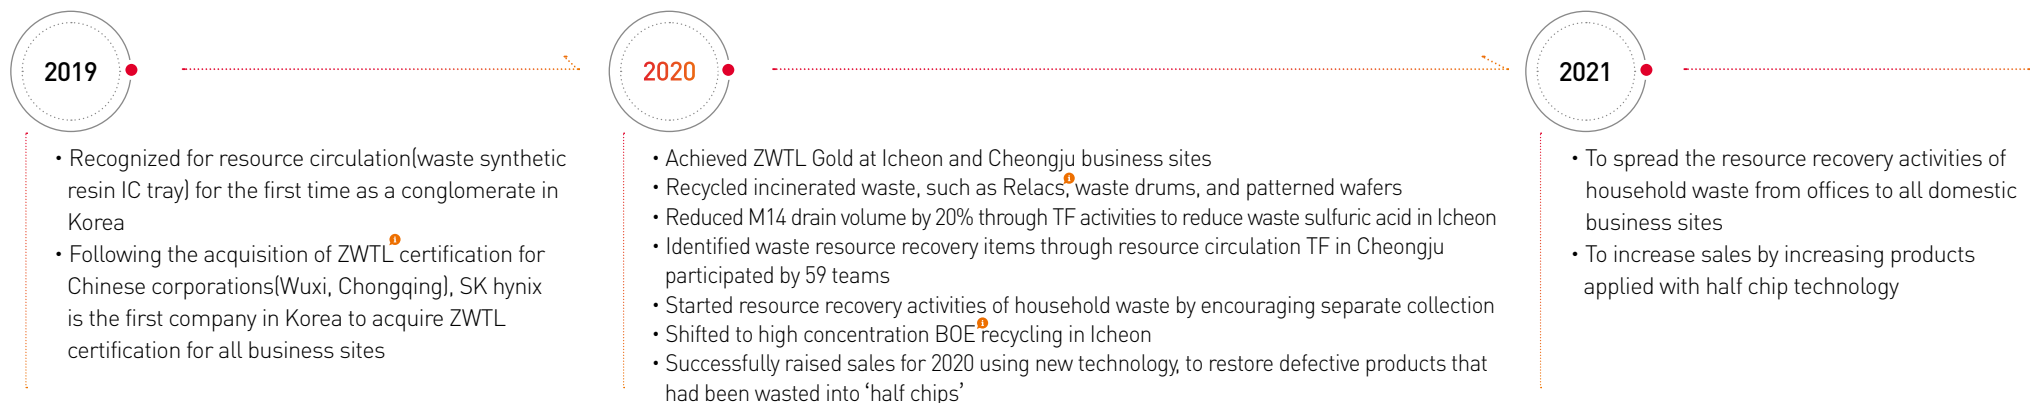 2019
• Recognized for resource circulation(waste synthetic
resin IC tray) for the first time as a conglomerate in
Korea
• Following the acquisition of ZWTL certification for
Chinese corporations(Wuxi, Chongqing), SK hynix
is the first company in Korea to acquire ZWTL
certification for all business sites
2020
• Achieved ZWTL Gold at Icheon and Cheongju business sites
• Recycled incinerated waste, such as Relacs, waste drums, and patterned wafers
• Reduced M14 drain volume by 20% through TF activities to reduce waste sulfuric acid in Icheon
• Identified waste resource recovery items through resource circulation TF in Cheongju
participated by 59 teams
• Started resource recovery activities of household waste by encouraging separate collection
• Shifted to high concentration BOE recycling in Icheon
• Successfully raised sales for 2020 using new technology, to restore defective products that
had been wasted into ‘half chips’
2021
• To spread the resource recovery activities of
household waste from offices to all domestic
business sites
• To increase sales by increasing products
applied with half chip technology